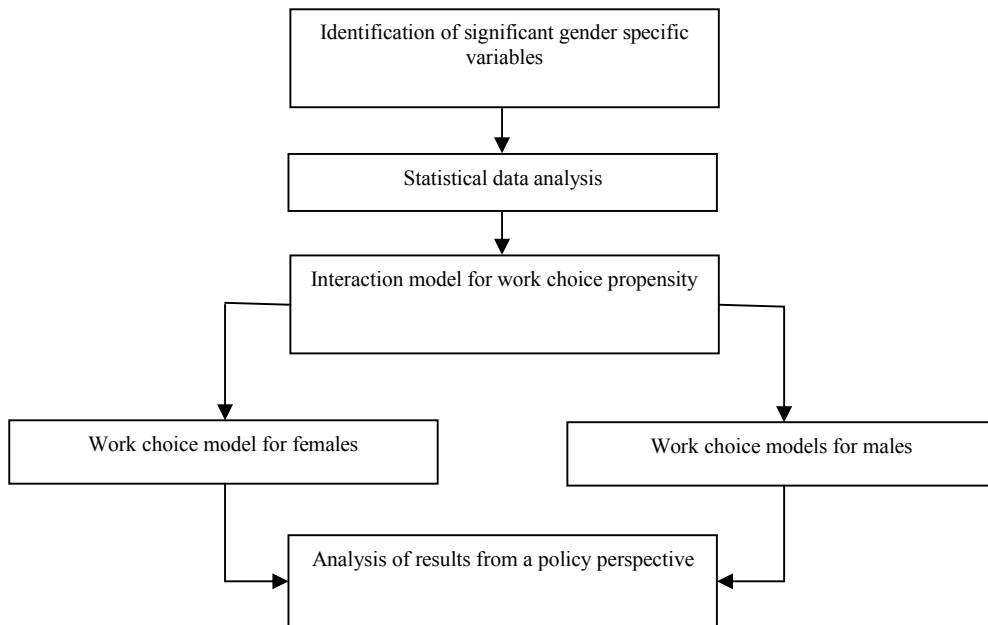 Identification of significant gender specific
variables
Statistical data analysis
Interaction model for work choice propensity
Work choice model for females
Work choice models for males
Analysis of results from a policy perspective